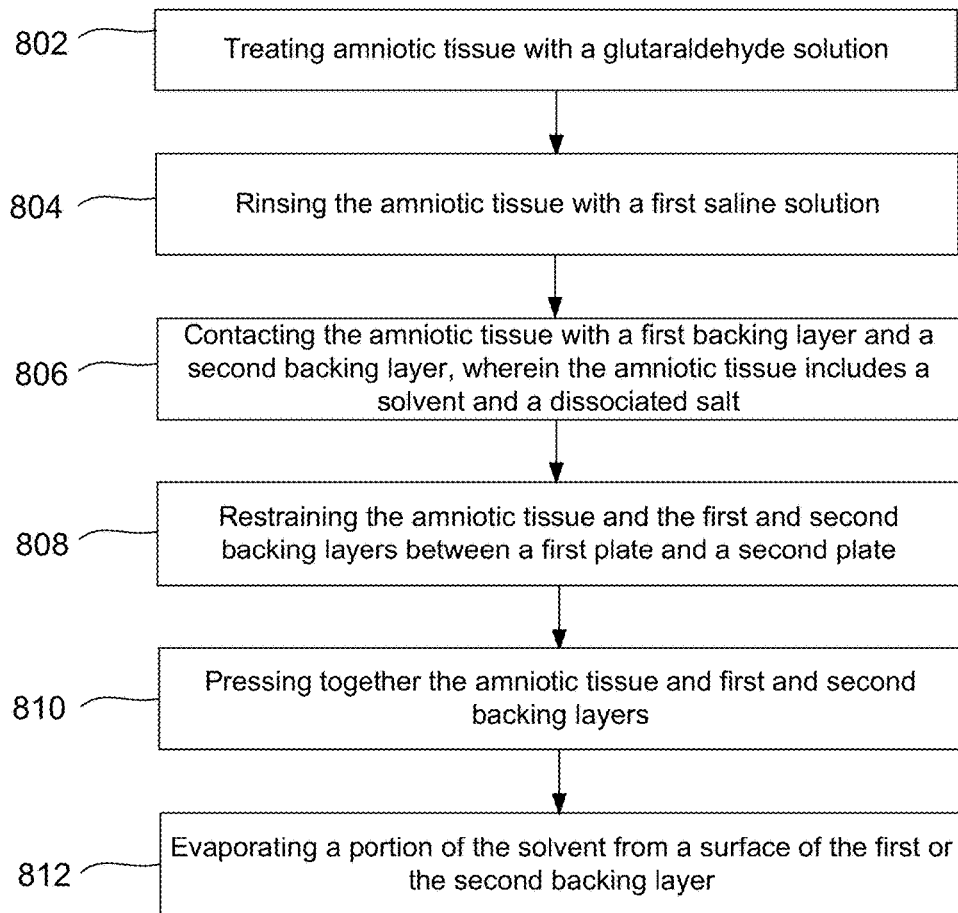 802
Treating amniotic tissue with a glutaraldehyde solution
804
Rinsing the amniotic tissue with a first saline solution
806
Contacting the amniotic tissue with a first backing layer and a
second backing layer, wherein the amniotic tissue includes a
solvent and a dissociated salt
808
Restraining the amniotic tissue and the first and second
backing layers between a first plate and a second plate
810
Pressing together the amniotic tissue and first and second
backing layers
812
Evaporating a portion of the solvent from a surface of the first or
the second backing layer